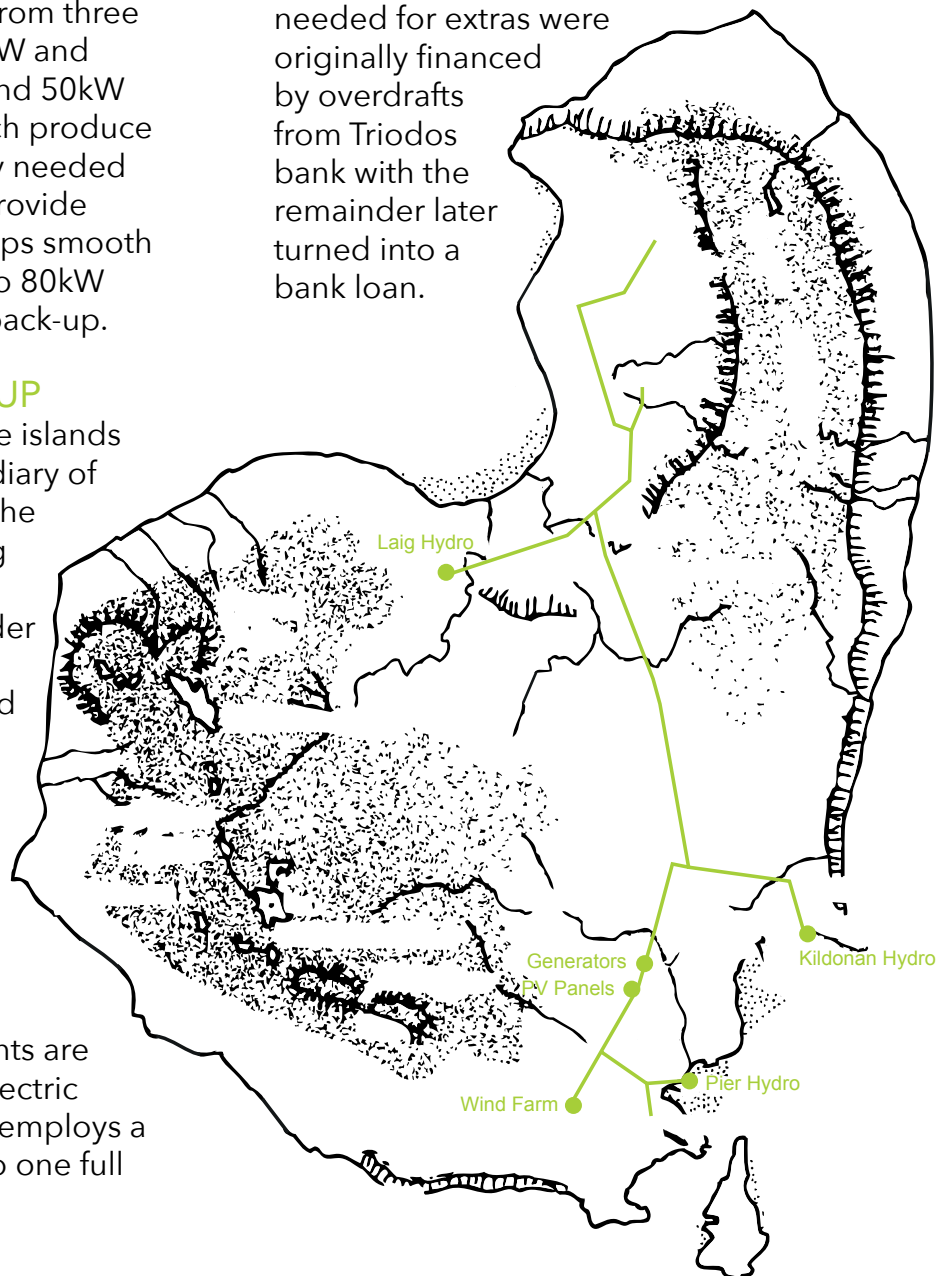 rom three
W and
nd 50kW
h produce
y needed
rovide
ps smooth
o 80kW
back-up.
UP
e islands
diary of
he
g
der
d
nts are
ectric
employs a
o one full
needed for extras were
originally financed
by overdrafts
from Triodos
bank with the
remainder later
turned into a
bank loan.
Laig Hydro
Generators
PV Panels
Kildonan Hydro
Wind Farm
Pier Hydro